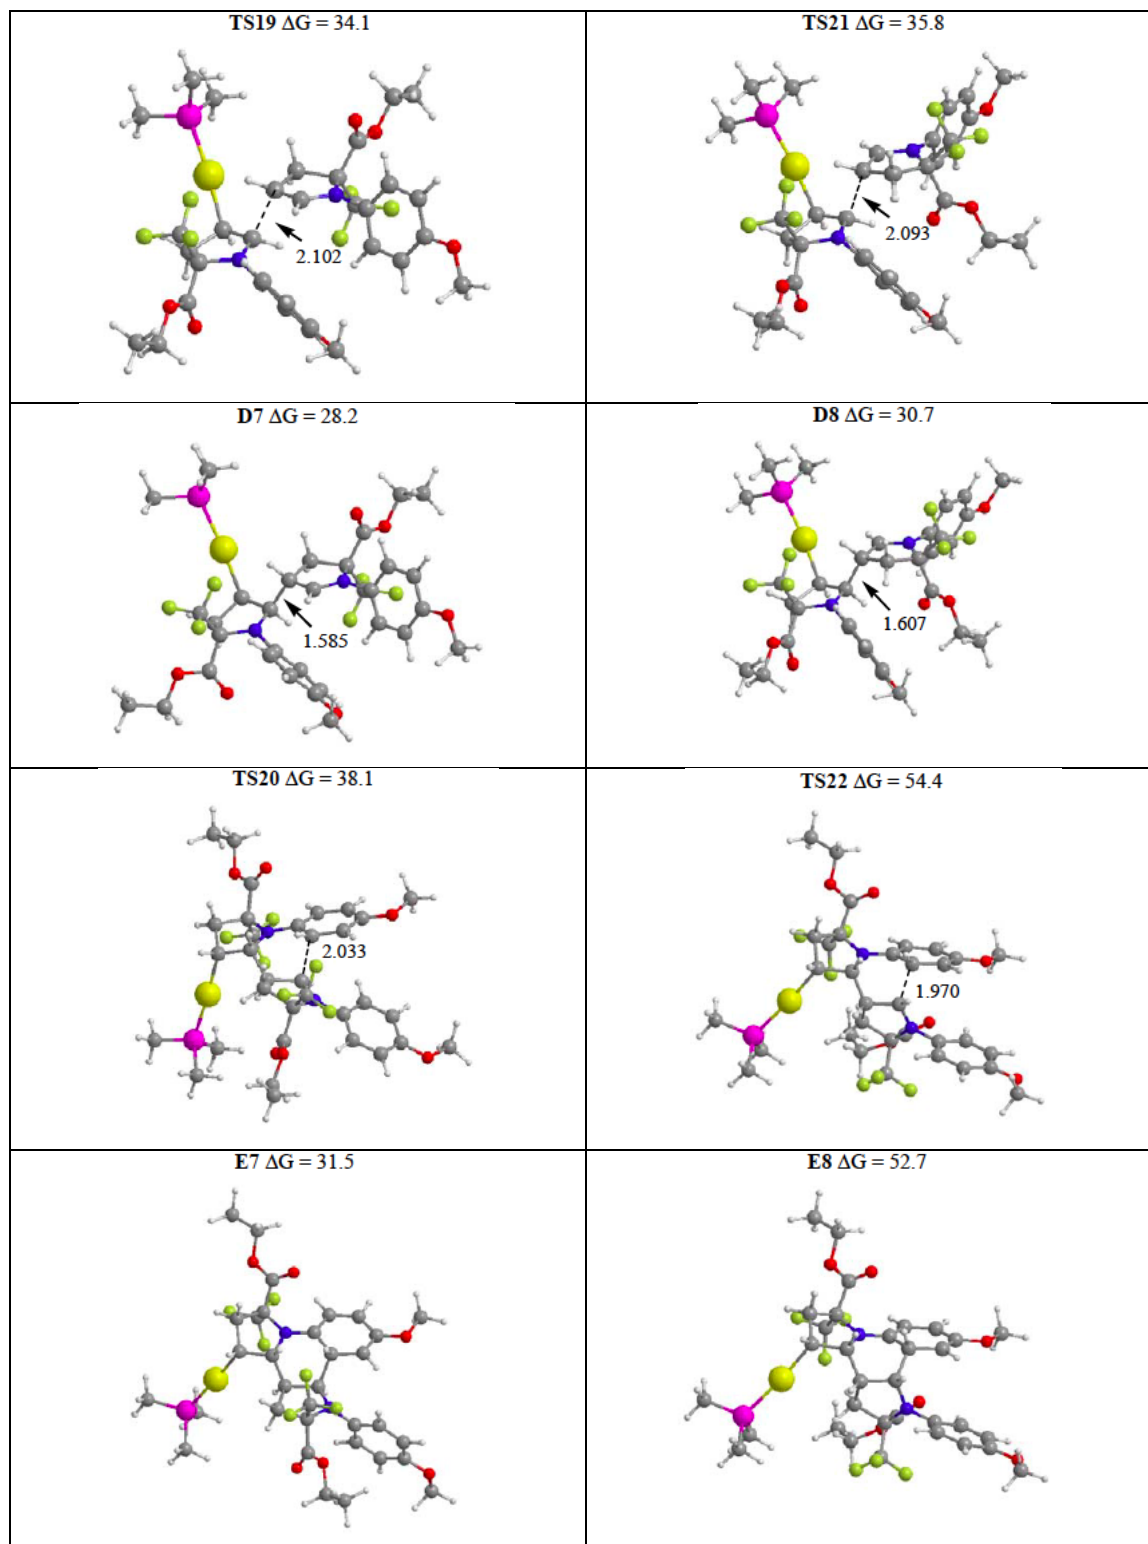 TS19 ΔG = 34.1
TS21 ΔG = 35.8
2.102
2.093
D7 ΔG = 28.2
D8 ΔG = 30.7
1.585
1.607
TS20 ΔG = 38.1
TS22 ΔG = 54.4
2.033
1.970
E7 ΔG = 31.5
E8 ΔG = 52.7